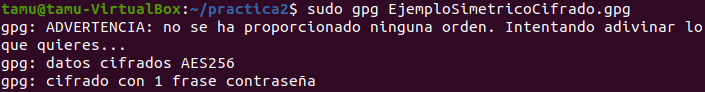 tamu@tamu-VirtualBox:~/practica2$ sudo gpg EjemploSimetricoCifrado.gpg
gpg: ADVERTENCIA: no se ha proporcionado ninguna orden. Intentando adivinar lo
que quieres...
gpg: datos cifrados AES256
gpg: cifrado con 1 frase contraseña